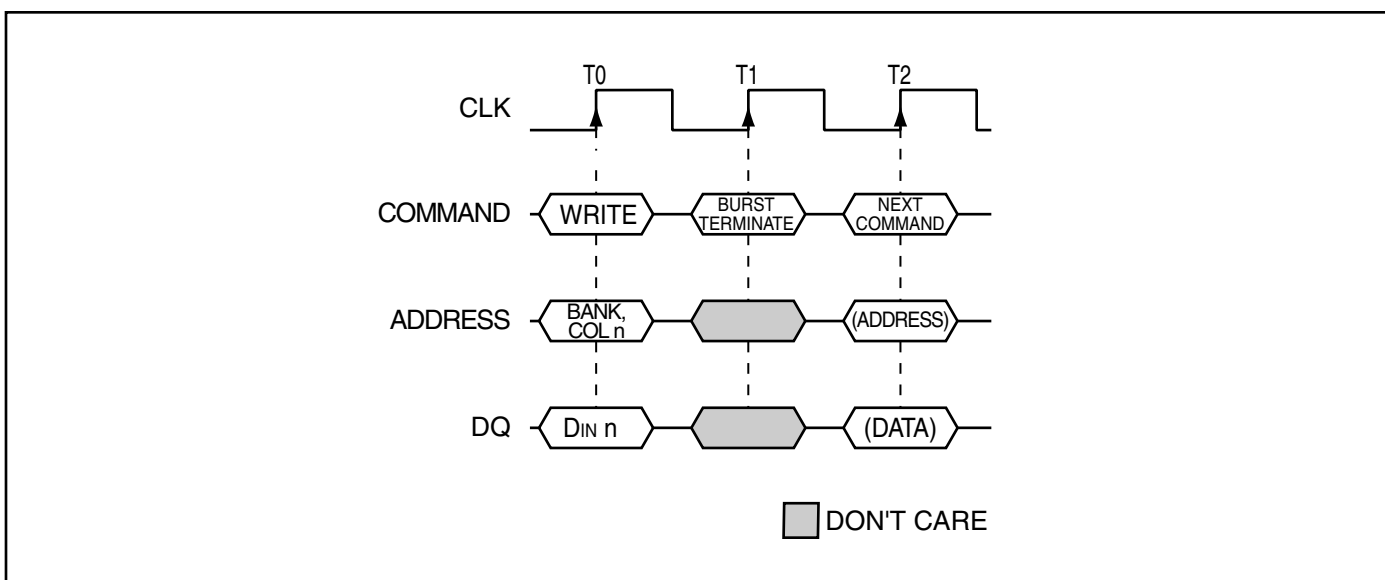 T0 T1 T2
CLK
COMMAND WRITE BURST TERMINATE NEXT COMMAND
ADDRESS BANK, COL n (ADDRESS)
DQ DIN n (DATA)
DON'T CARE